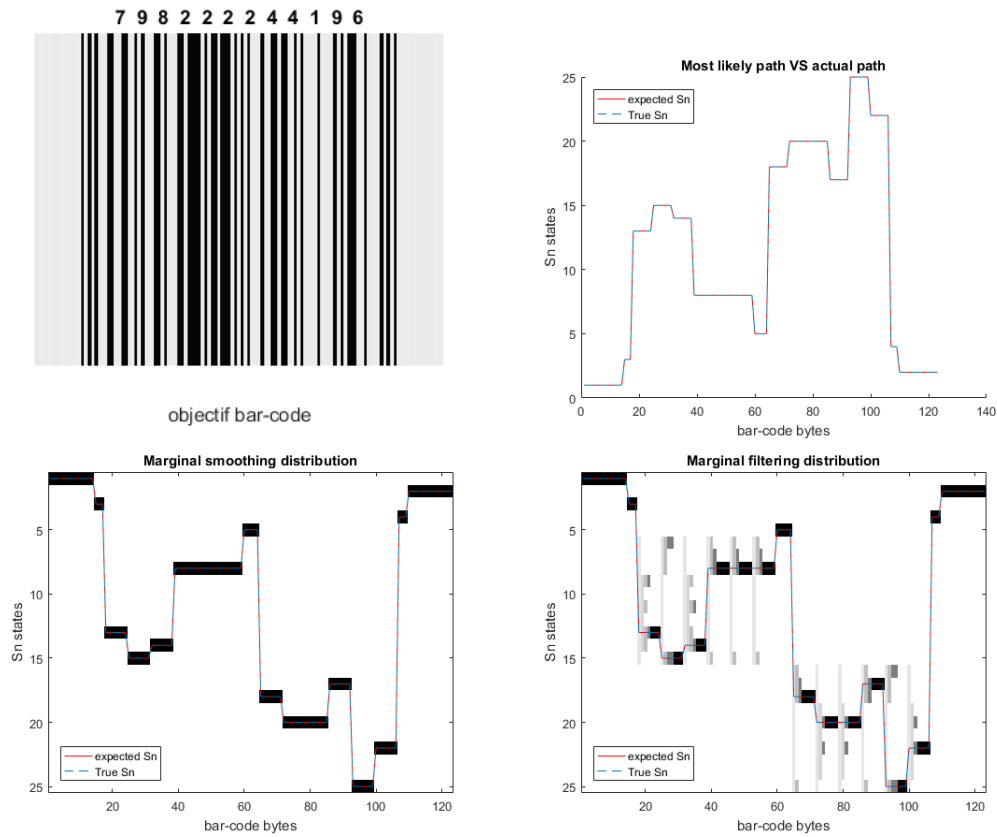 7 9 8 2 2 2 2 4 4 1 9 6
objectif bar-code
Most likely path VS actual path
expected Sn
True Sn
Sn states
25
20
15
10
5
0
0 20 40 60 80 100 120 140
bar-code bytes
Marginal smoothing distribution
Sn states
5
10
15
20
25
expected Sn
True Sn
20 40 60 80 100 120
bar-code bytes
Marginal filtering distribution
Sn states
5
10
15
20
25
expected Sn
True Sn
20 40 60 80 100 120
bar-code bytes